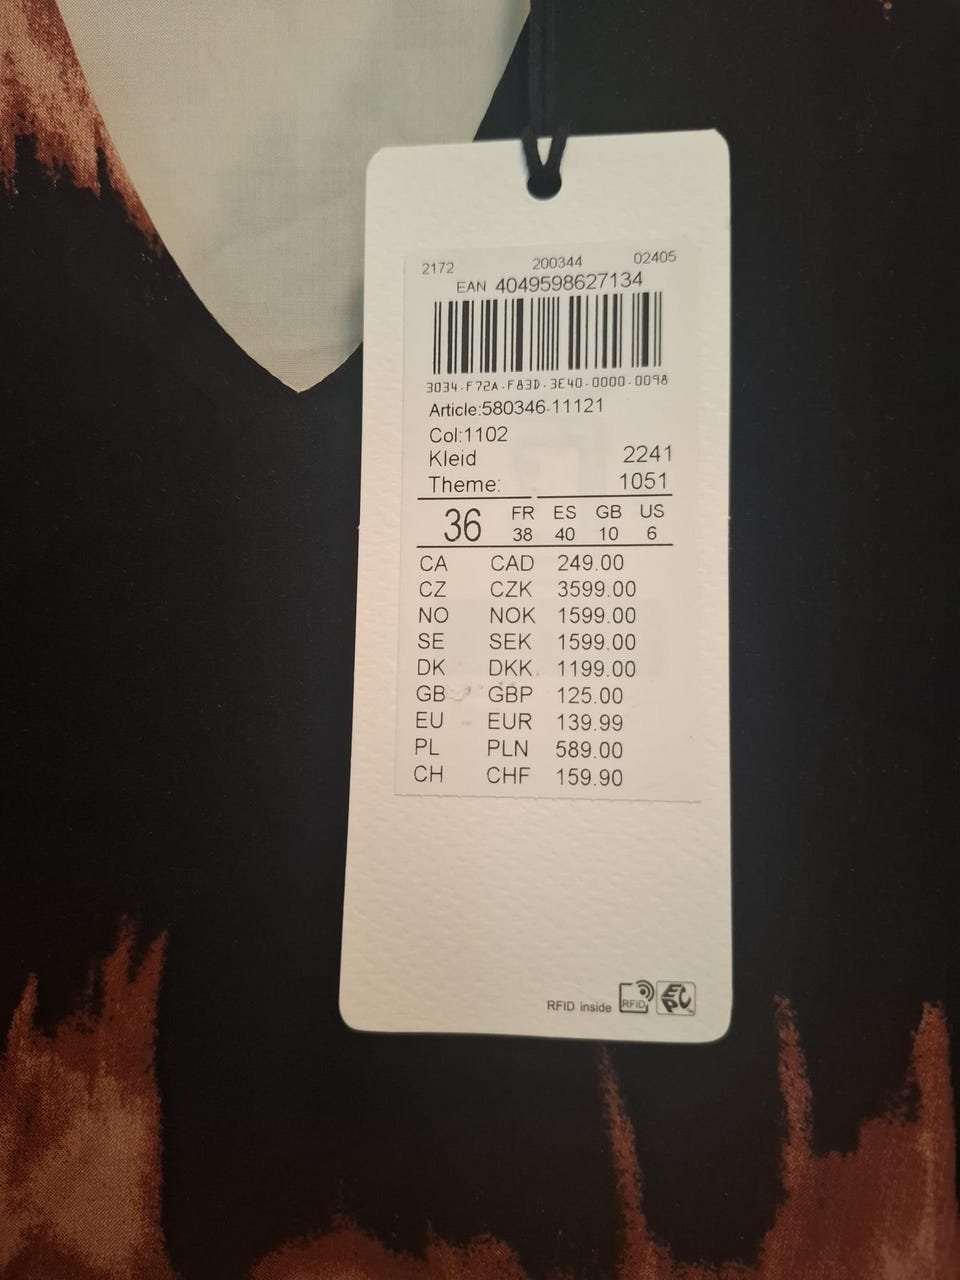 2172 200344 02405
EAN 4049598627134
3034.F72A.F83D.3E40.0000.0098
Article:580346-11121
Col:1102
Kleid 2241
Theme: 1051
36 FR ES GB US
38 40 10 6
CA CAD 249.00
CZ CZK 3599.00
NO NOK 1599.00
SE SEK 1599.00
DK DKK 1199.00
GB GBP 125.00
EU EUR 139.99
PL PLN 589.00
CH CHF 159.90
RFID inside RFID EPC